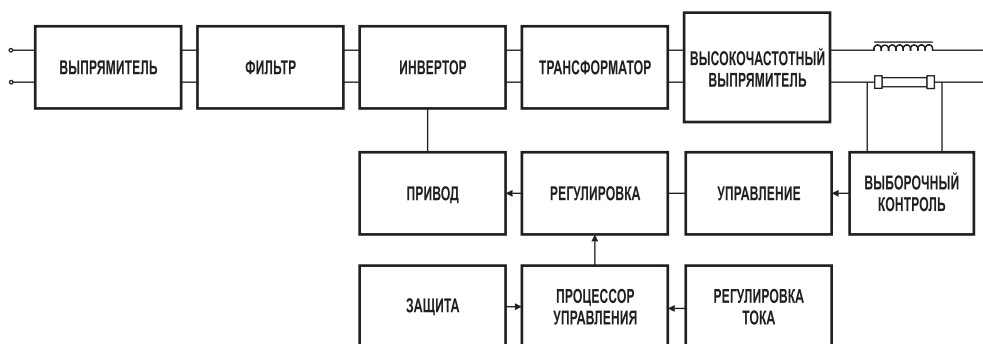 ВЫПРЯМИТЕЛЬ
ФИЛЬТР
ИНВЕРТОР
ТРАНСФОРМАТОР
ВЫСОКОЧАСТОТНЫЙ
ВЫПРЯМИТЕЛЬ
ПРИВОД
РЕГУЛИРОВКА
УПРАВЛЕНИЕ
ВЫБОРОЧНЫЙ
КОНТРОЛЬ
ЗАЩИТА
ПРОЦЕССОР
УПРАВЛЕНИЯ
РЕГУЛИРОВКА
ТОКА